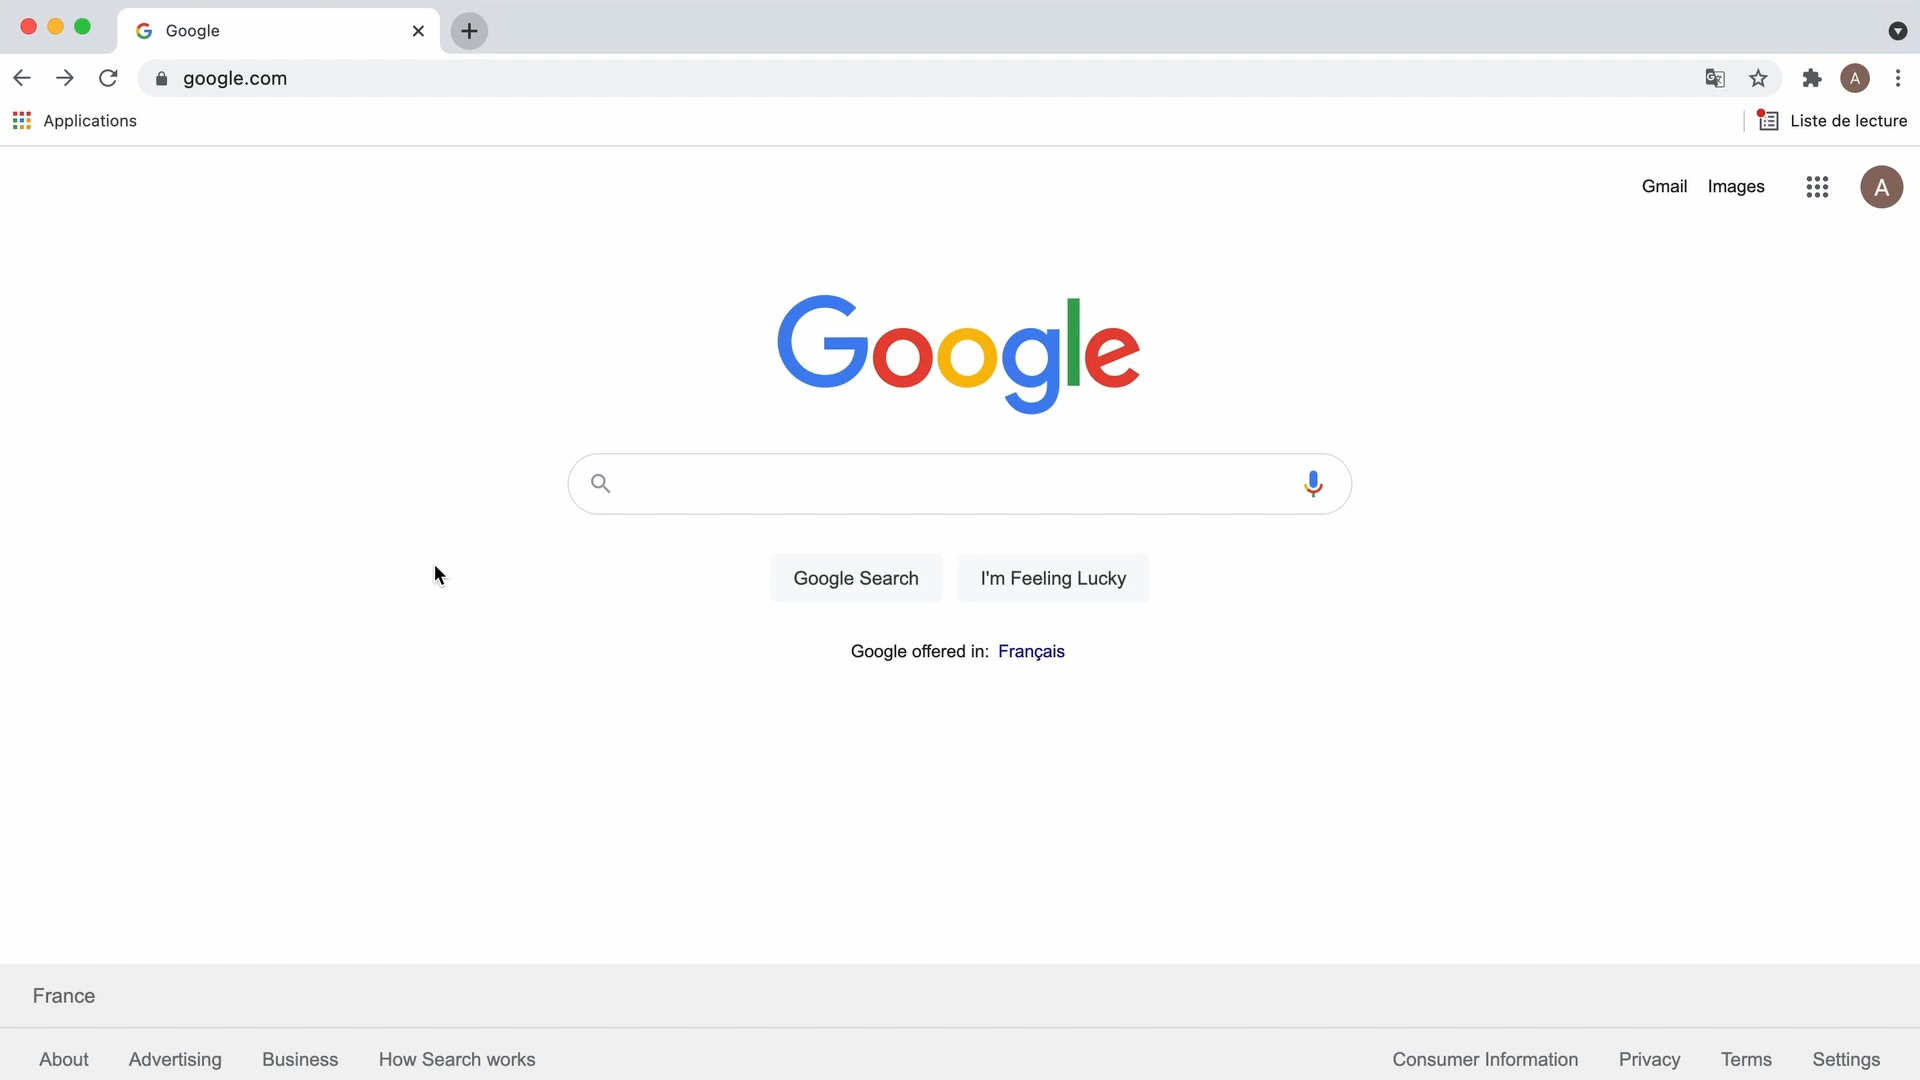 Google
google.com
A
Applications
Liste de lecture
Gmail Images
A
Google
Google Search
I'm Feeling Lucky
Google offered in: Français
France
About Advertising Business How Search works
Consumer Information Privacy Terms Settings